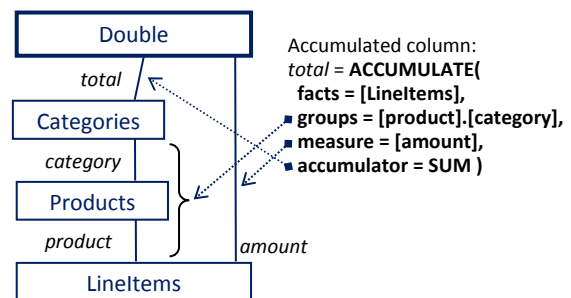 Double
total
Categories
category
Products
product
amount
LineItems
Accumulated column:
total = ACCUMULATE(
facts = [LineItems],
groups = [product].[category],
measure = [amount],
accumulator = SUM )